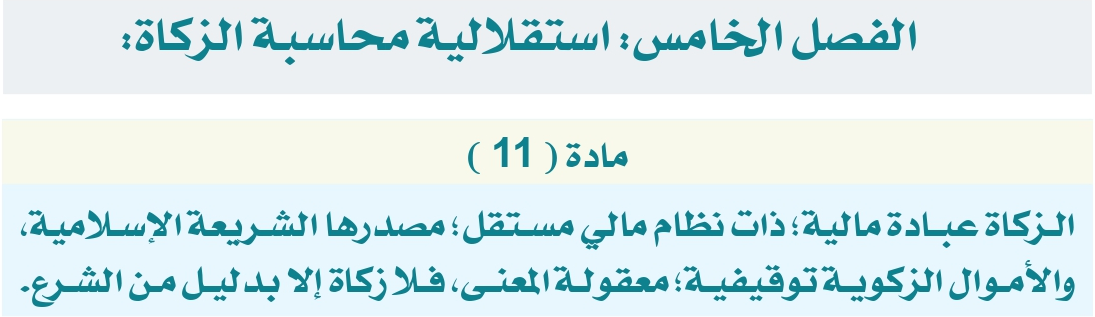 الفصل الخامس: استقلالية محاسبة الزكاة:
مادة ( 11 )
الزكاة عبادة مالية؛ ذات نظام مالي مستقل؛ مصدرها الشريعة الإسلامية،
والأموال الزكوية توقيفية؛ معقولة المعنى، فلا زكاة إلا بدليل من الشرع.